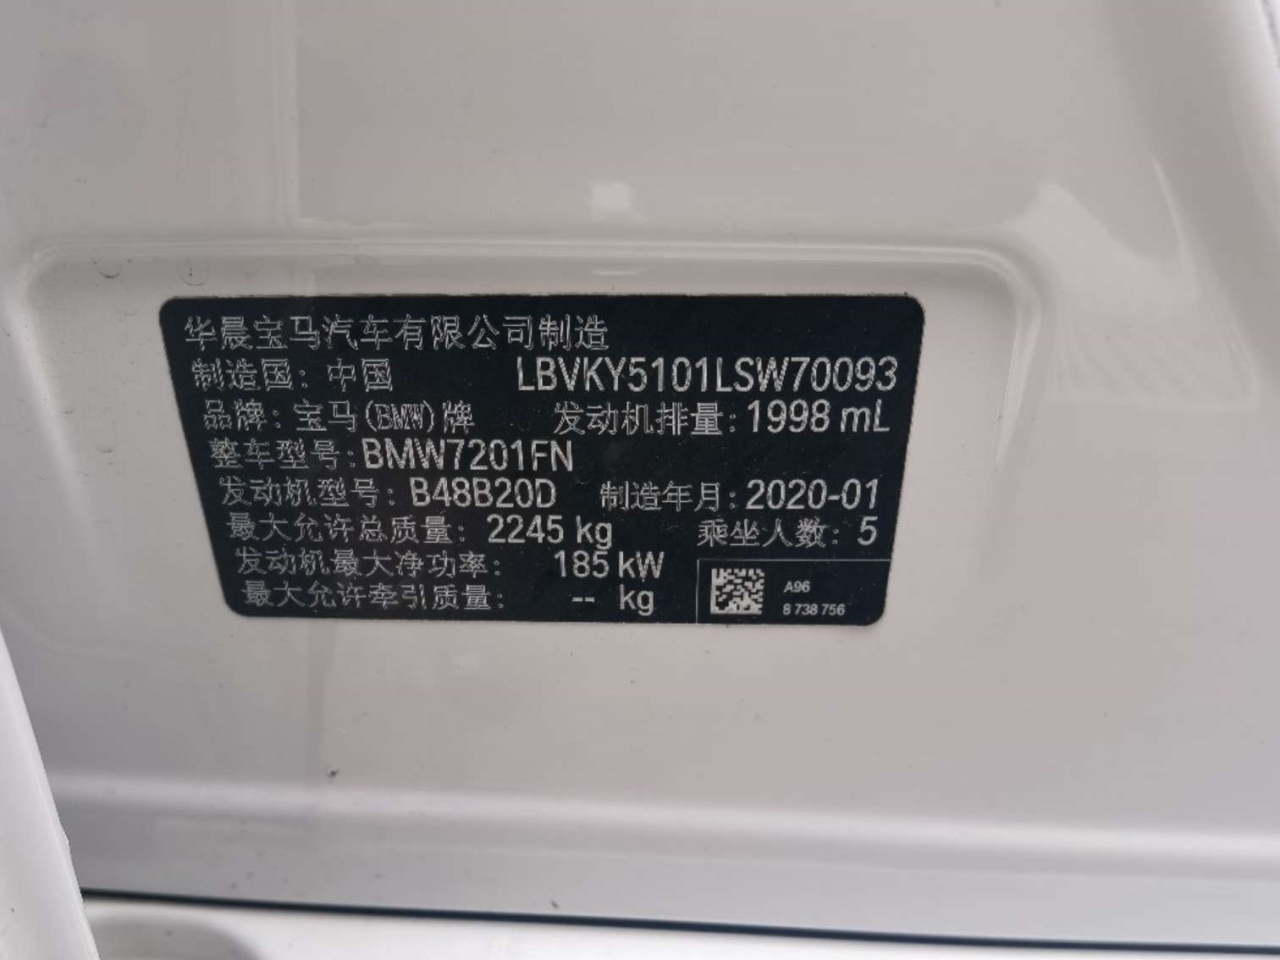 华晨宝马汽车有限公司制造
制造国：中国 LBVKY5101LSW70093
品牌：宝马(BMW)牌 发动机排量：1998 mL
整车型号：BMW7201FN
发动机型号：B48B20D 制造年月：2020-01
最大允许总质量：2245 kg 乘坐人数：5
发动机最大净功率：185 kW
最大允许牵引质量：-- kg
A96
8 738 756